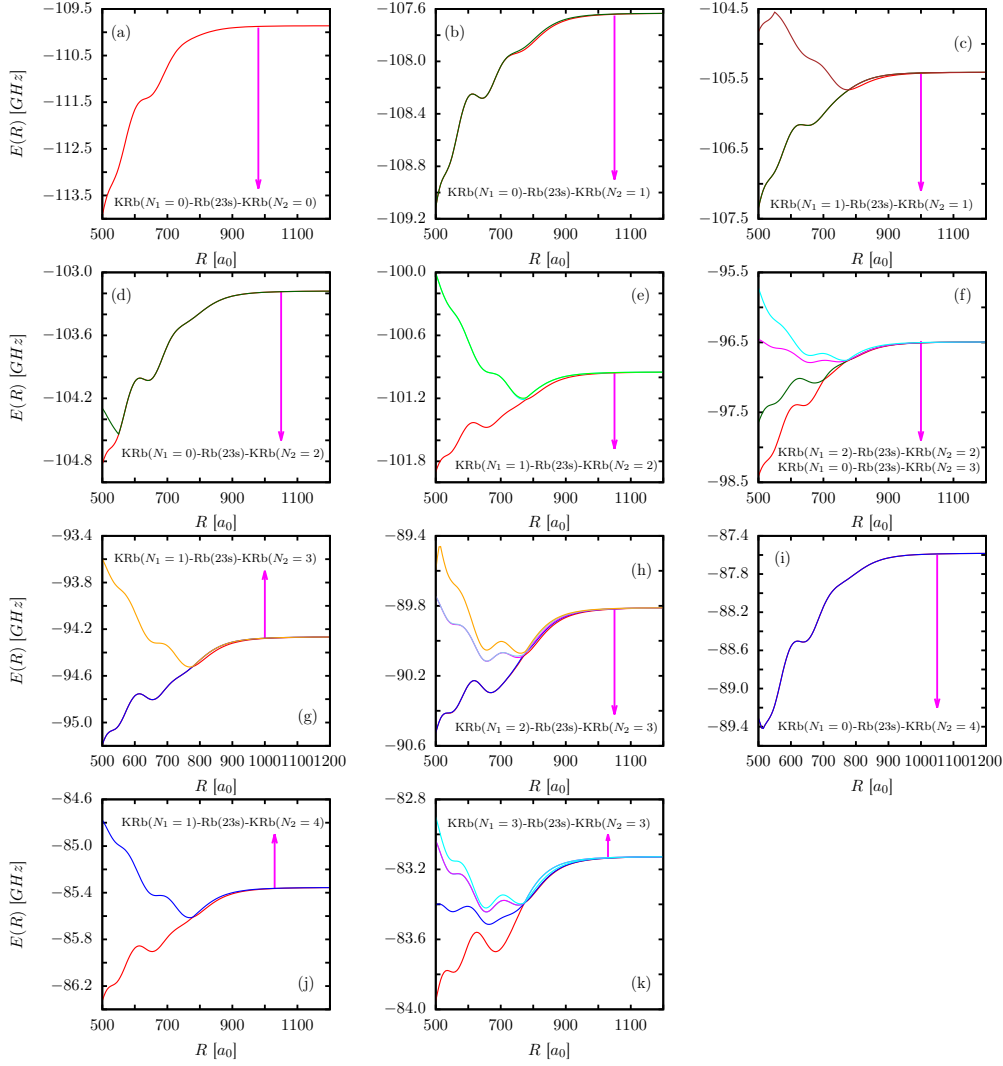 (a)
E(R) [GHz]
−109.5
−110.5
−111.5
−112.5
−113.5
KRb(N₁ = 0)-Rb(23s)-KRb(N₂ = 0)
500 700 900 1100
R [a₀]
(b)
−107.6
−108.0
−108.4
−108.8
−109.2
KRb(N₁ = 0)-Rb(23s)-KRb(N₂ = 1)
500 700 900 1100
R [a₀]
(c)
−104.5
−105.5
−106.5
−107.5
KRb(N₁ = 1)-Rb(23s)-KRb(N₂ = 1)
500 700 900 1100
R [a₀]
(d)
E(R) [GHz]
−103.0
−103.6
−104.2
−104.8
KRb(N₁ = 0)-Rb(23s)-KRb(N₂ = 2)
500 700 900 1100
R [a₀]
(e)
−100.0
−100.6
−101.2
−101.8
KRb(N₁ = 1)-Rb(23s)-KRb(N₂ = 2)
500 700 900 1100
R [a₀]
(f)
−95.5
−96.5
−97.5
−98.5
KRb(N₁ = 2)-Rb(23s)-KRb(N₂ = 2)
KRb(N₁ = 0)-Rb(23s)-KRb(N₂ = 3)
500 700 900 1100
R [a₀]
E(R) [GHz]
−93.4
−93.8
−94.2
−94.6
−95.0
KRb(N₁ = 1)-Rb(23s)-KRb(N₂ = 3)
(g)
500 600 700 800 900 1000 1100 1200
R [a₀]
(h)
−89.4
−89.8
−90.2
−90.6
KRb(N₁ = 2)-Rb(23s)-KRb(N₂ = 3)
500 700 900 1100
R [a₀]
(i)
−87.6
−88.2
−88.8
−89.4
KRb(N₁ = 0)-Rb(23s)-KRb(N₂ = 4)
500 600 700 800 900 1000 1100 1200
R [a₀]
E(R) [GHz]
−84.6
−85.0
−85.4
−85.8
−86.2
KRb(N₁ = 1)-Rb(23s)-KRb(N₂ = 4)
(j)
500 700 900 1100
R [a₀]
−82.8
−83.2
−83.6
−84.0
KRb(N₁ = 3)-Rb(23s)-KRb(N₂ = 3)
(k)
500 700 900 1100
R [a₀]